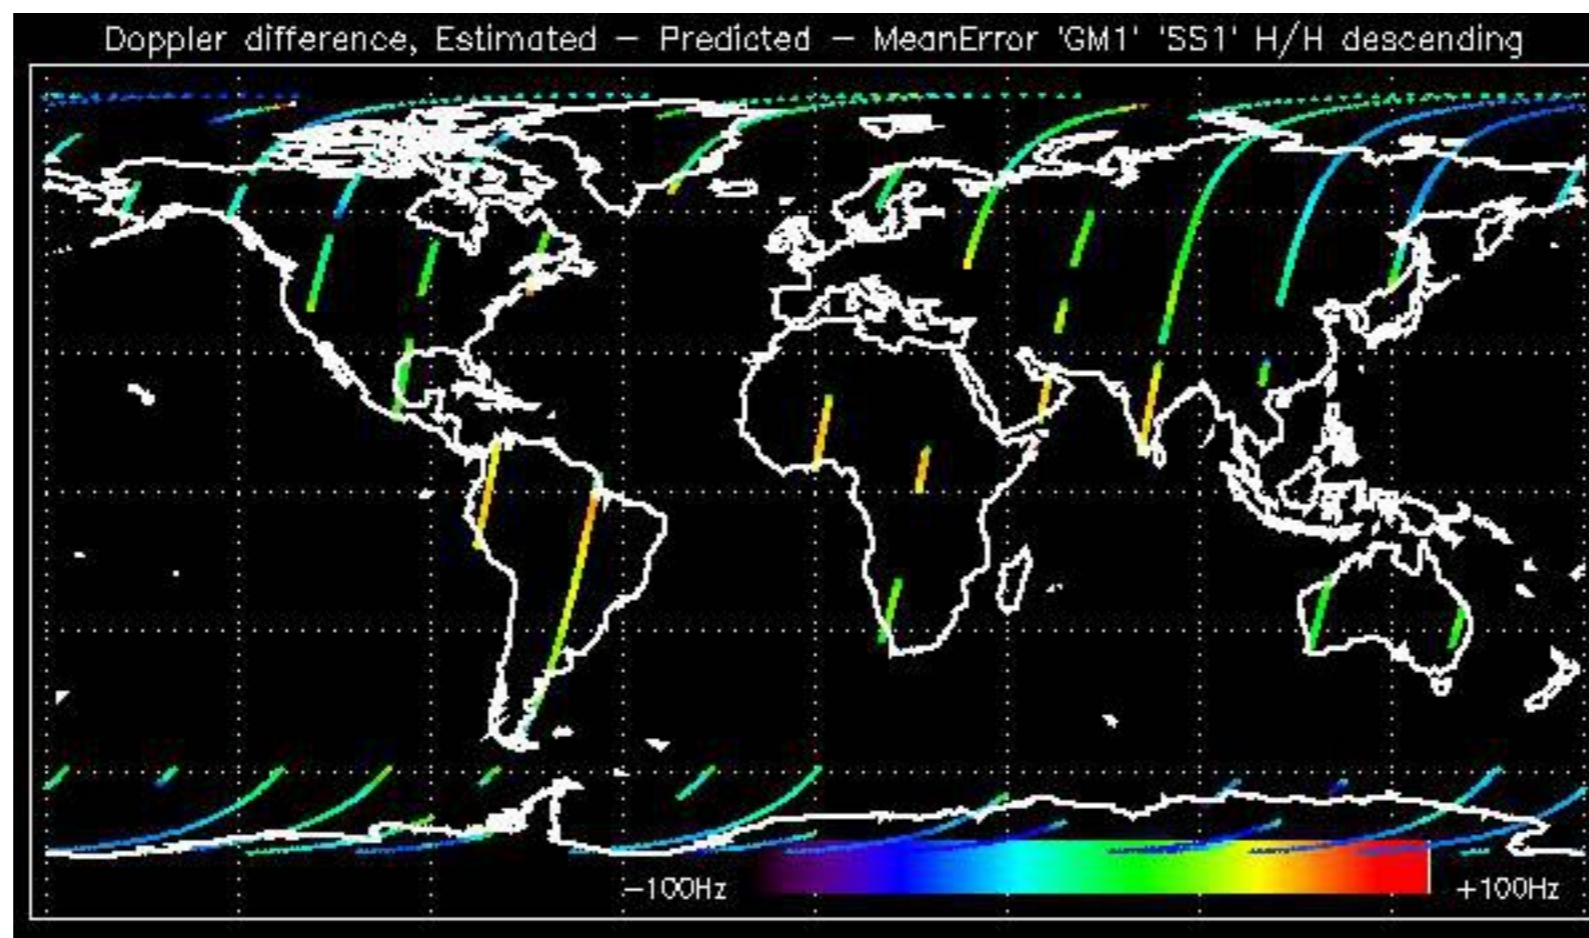 Doppler difference, Estimated — Predicted — MeanError 'GM1' 'SS1' H/H descending
—100Hz
+100Hz